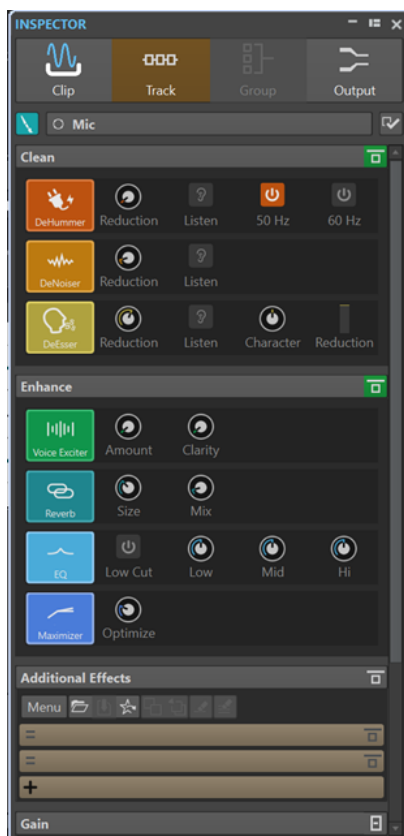 INSPECTOR
Clip Track Group Output
Mic
Clean
DeHummer Reduction Listen 50 Hz 60 Hz
DeNoiser Reduction Listen
DeEsser Reduction Listen Character Reduction
Enhance
Voice Exciter Amount Clarity
Reverb Size Mix
EQ Low Cut Low Mid Hi
Maximizer Optimize
Additional Effects
Menu
Gain